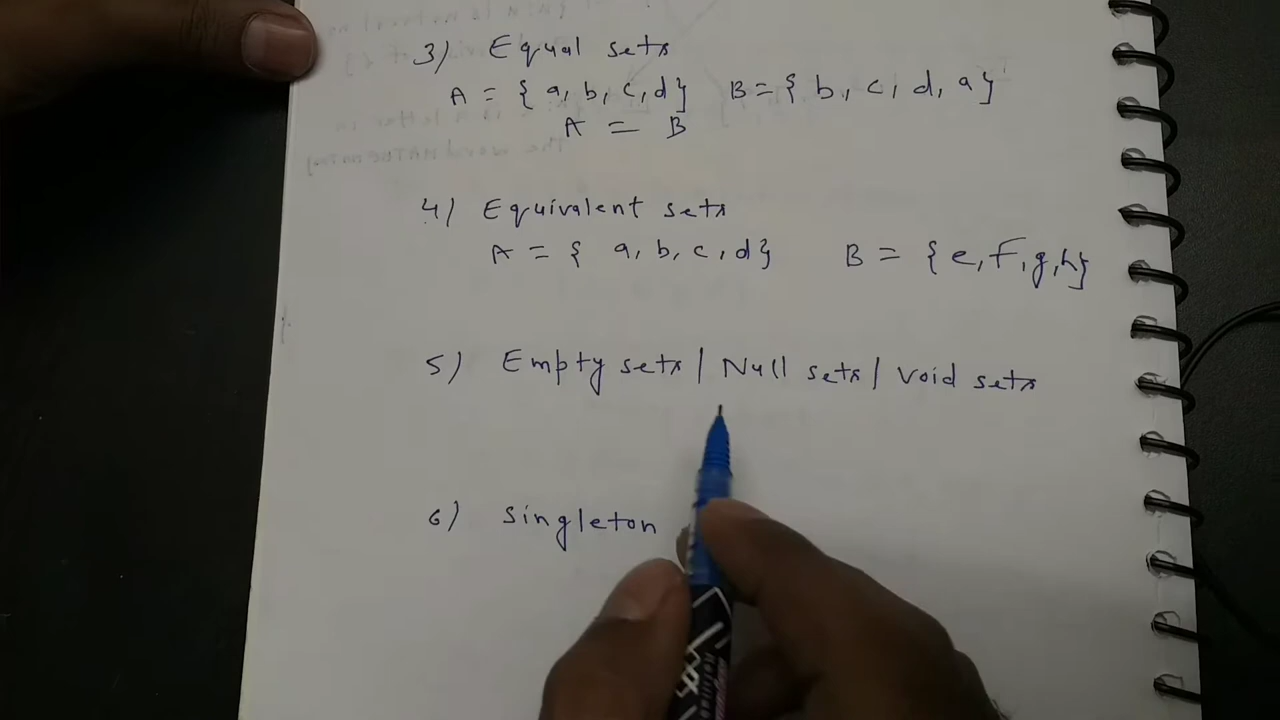 3) Equal sets
A = {a, b, c, d} B = {b, c, d, a}
A = B
4) Equivalent sets
A = {a, b, c, d} B = {e, F, g, h}
5) Empty sets / Null sets / Void sets
6) Singleton